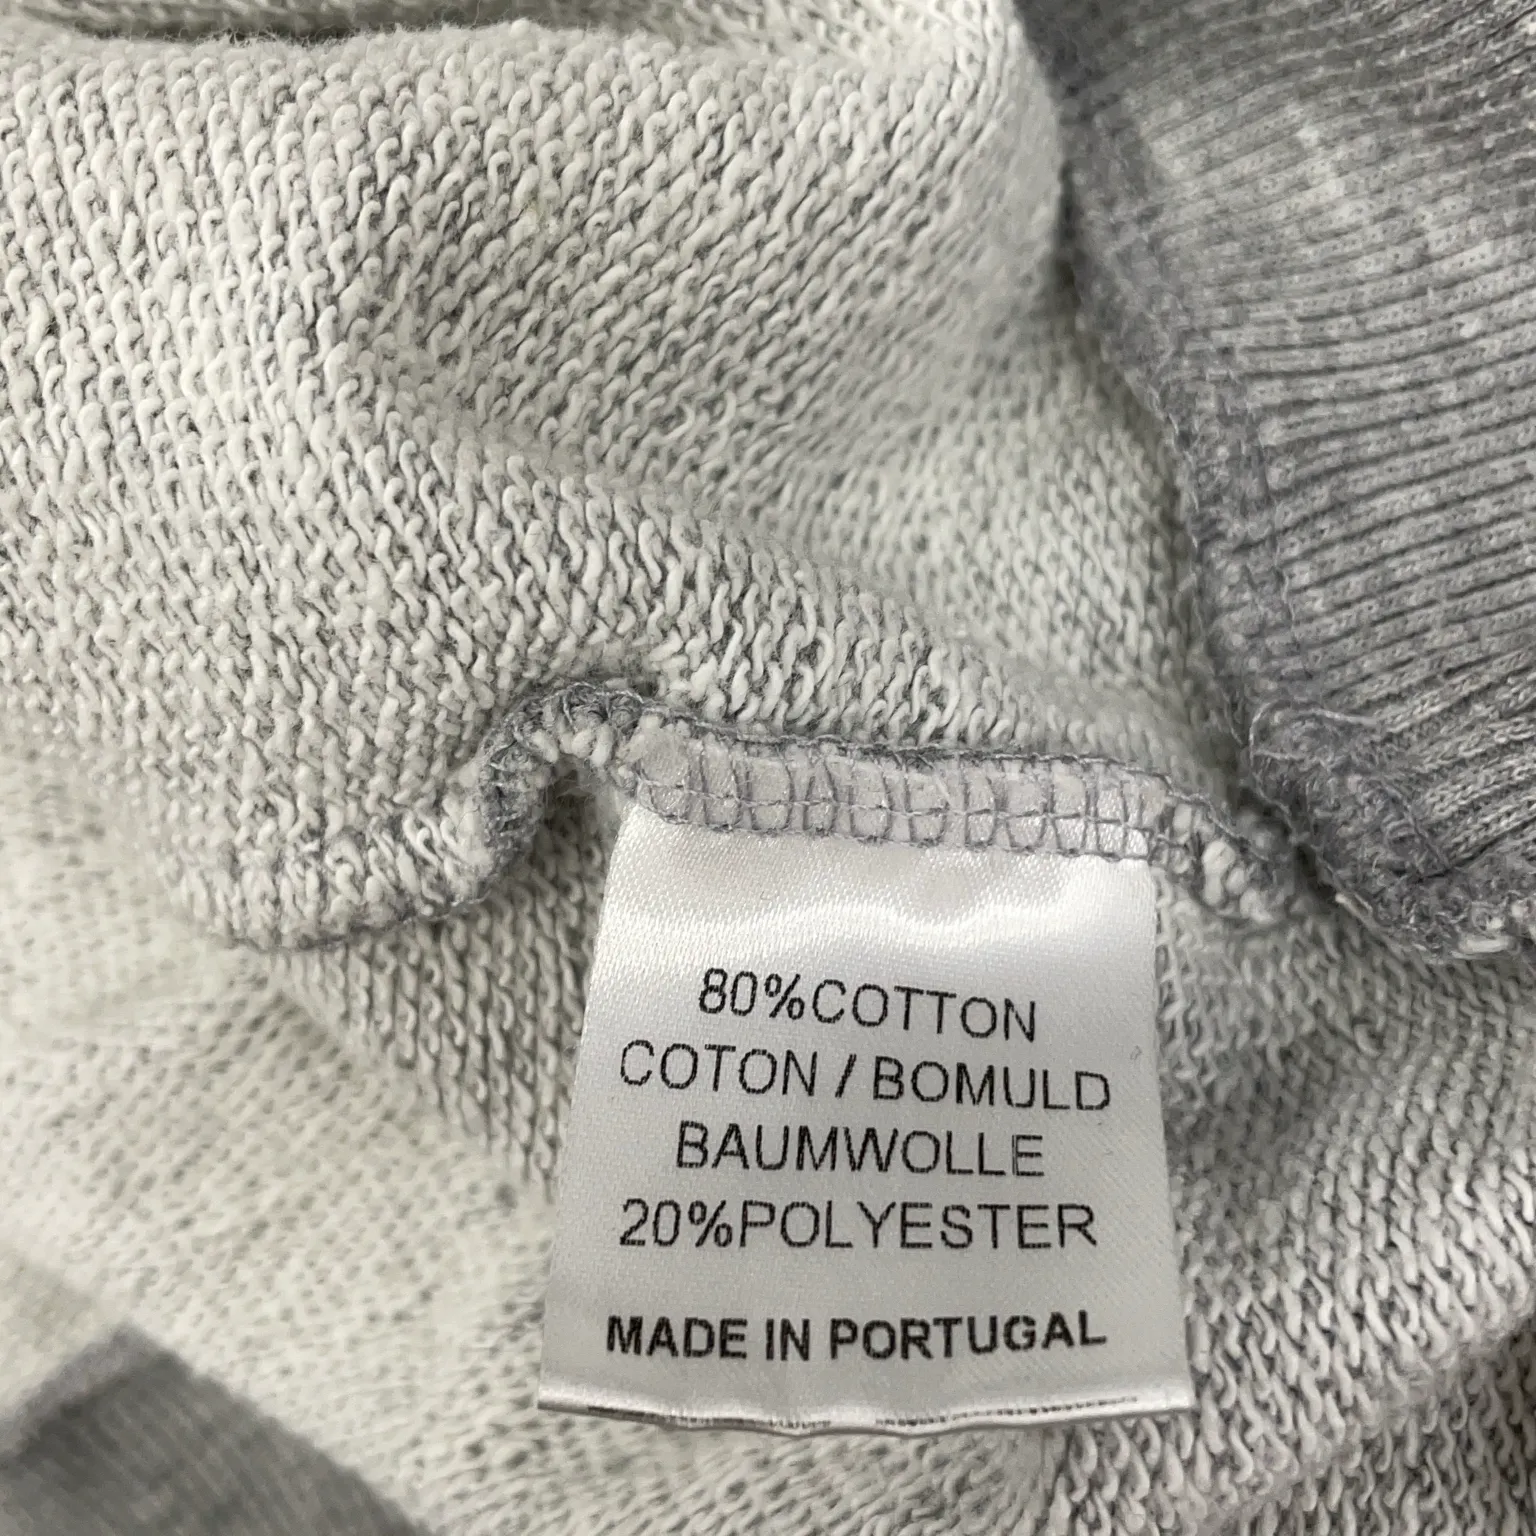 80%COTTON
COTON / BOMULD
BAUMWOLLE
20%POLYESTER
MADE IN PORTUGAL